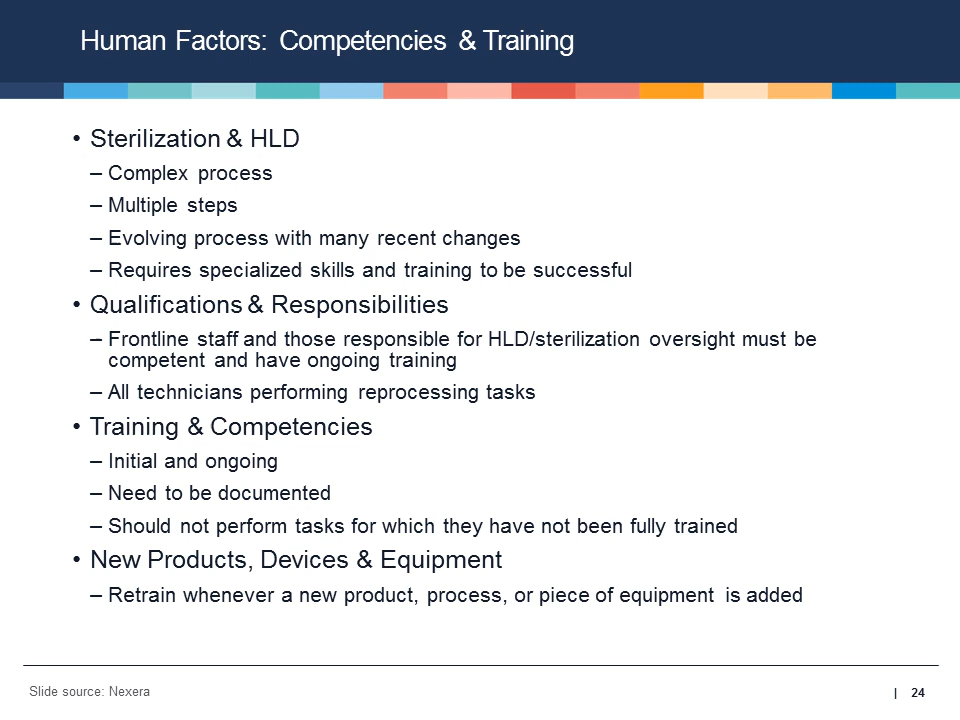 Human Factors: Competencies & Training
• Sterilization & HLD
– Complex process
– Multiple steps
– Evolving process with many recent changes
– Requires specialized skills and training to be successful
• Qualifications & Responsibilities
– Frontline staff and those responsible for HLD/sterilization oversight must be
competent and have ongoing training
– All technicians performing reprocessing tasks
• Training & Competencies
– Initial and ongoing
– Need to be documented
– Should not perform tasks for which they have not been fully trained
• New Products, Devices & Equipment
– Retrain whenever a new product, process, or piece of equipment is added
Slide source: Nexera
| 24